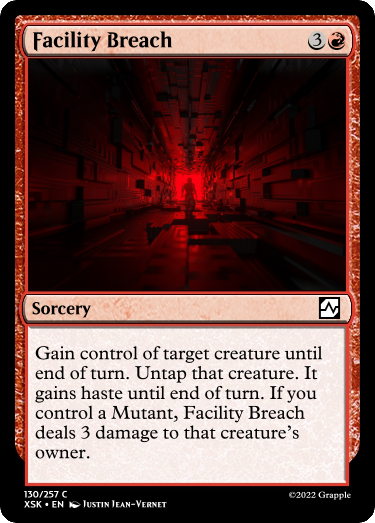 Facility Breach 3
Sorcery
Gain control of target creature until
end of turn. Untap that creature. It
gains haste until end of turn. If you
control a Mutant, Facility Breach
deals 3 damage to that creature's
owner.
130/257 C
XSK • EN Justin Jean-Vernet
©2022 Grapple